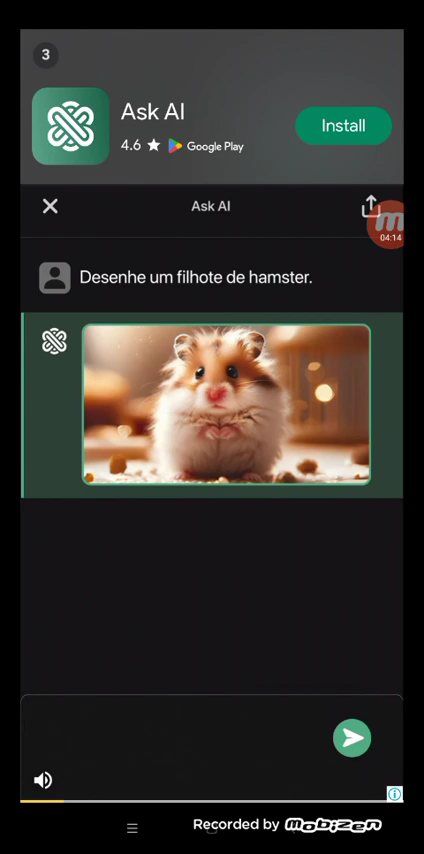 3
Ask AI
4.6 ★ Google Play
Install
Ask AI
04:14
Desenhe um filhote de hamster.
Recorded by Mobizen